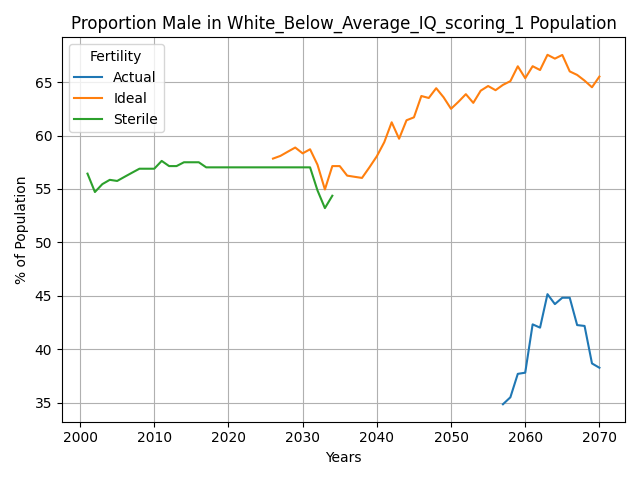 Proportion Male in White_Below_Average_IQ_scoring_1 Population
Fertility
Actual
Ideal
Sterile
% of Population
65
60
55
50
45
40
35
2000 2010 2020 2030 2040 2050 2060 2070
Years